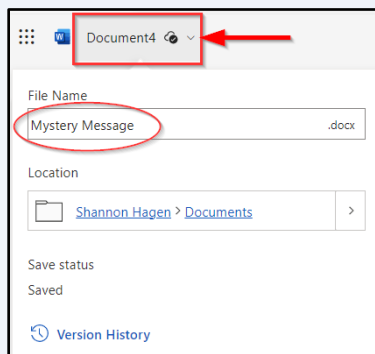 Document4
File Name
Mystery Message .docx
Location
Shannon Hagen > Documents >
Save status
Saved
Version History